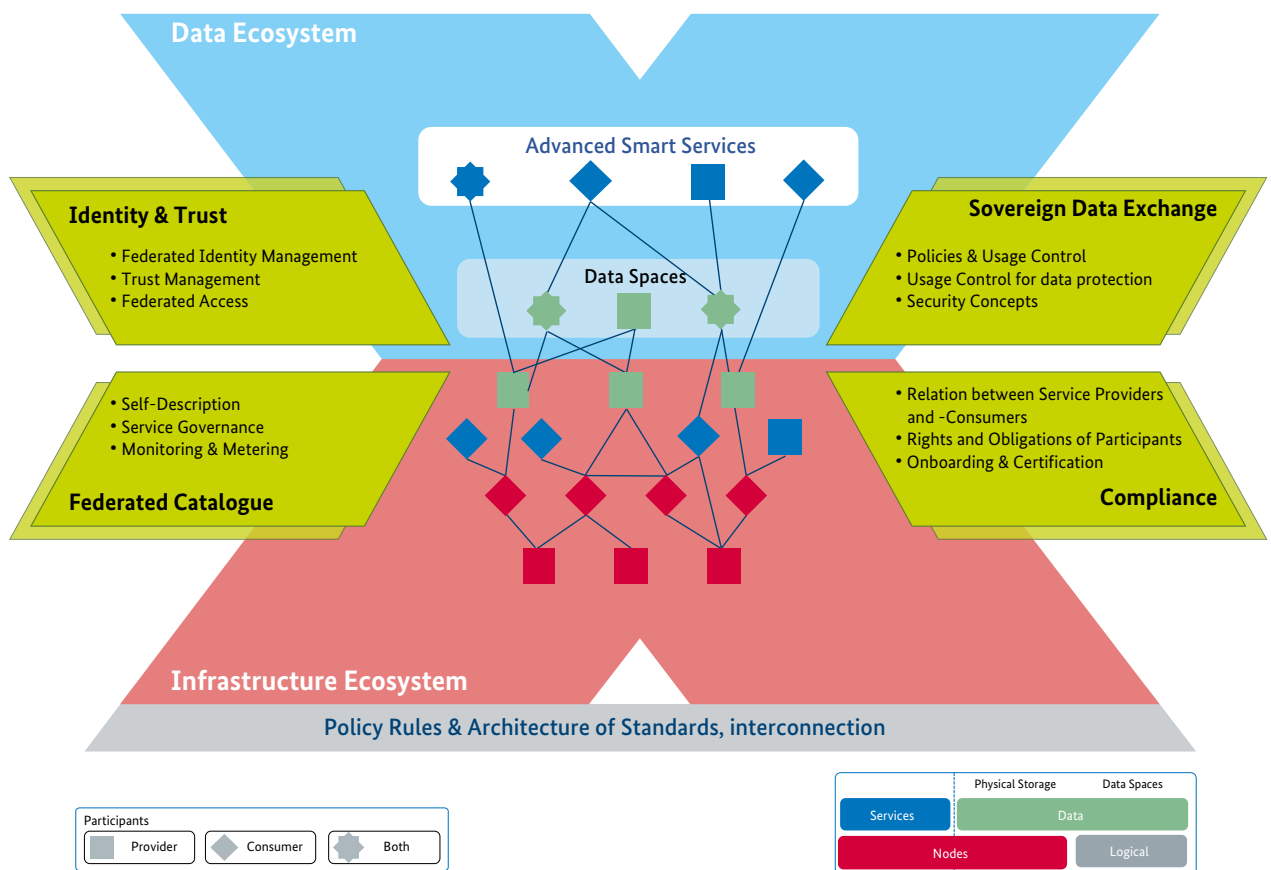 Data Ecosystem
Advanced Smart Services
Identity & Trust
• Federated Identity Management
• Trust Management
• Federated Access
Sovereign Data Exchange
• Policies & Usage Control
• Usage Control for data protection
• Security Concepts
Data Spaces
• Self-Description
• Service Governance
• Monitoring & Metering
Federated Catalogue
• Relation between Service Providers
and -Consumers
• Rights and Obligations of Participants
• Onboarding & Certification
Compliance
Infrastructure Ecosystem
Policy Rules & Architecture of Standards, interconnection
Participants
Provider
Consumer
Both
Physical Storage
Data Spaces
Services
Data
Nodes
Logical